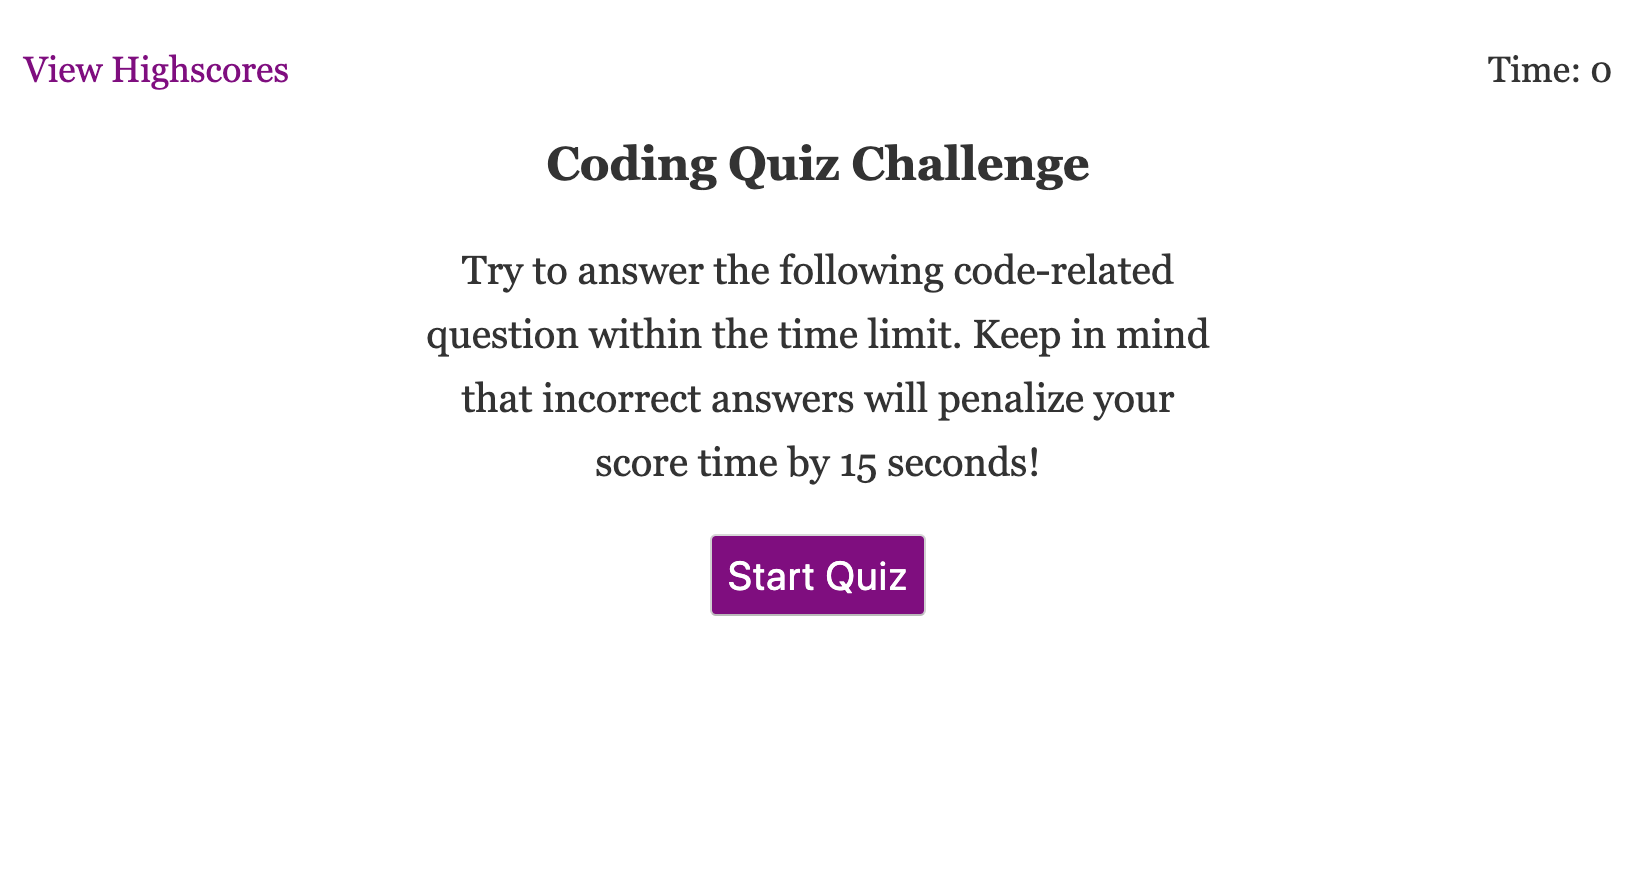 View Highscores
Time: 0
Coding Quiz Challenge
Try to answer the following code-related
question within the time limit. Keep in mind
that incorrect answers will penalize your
score time by 15 seconds!
Start Quiz